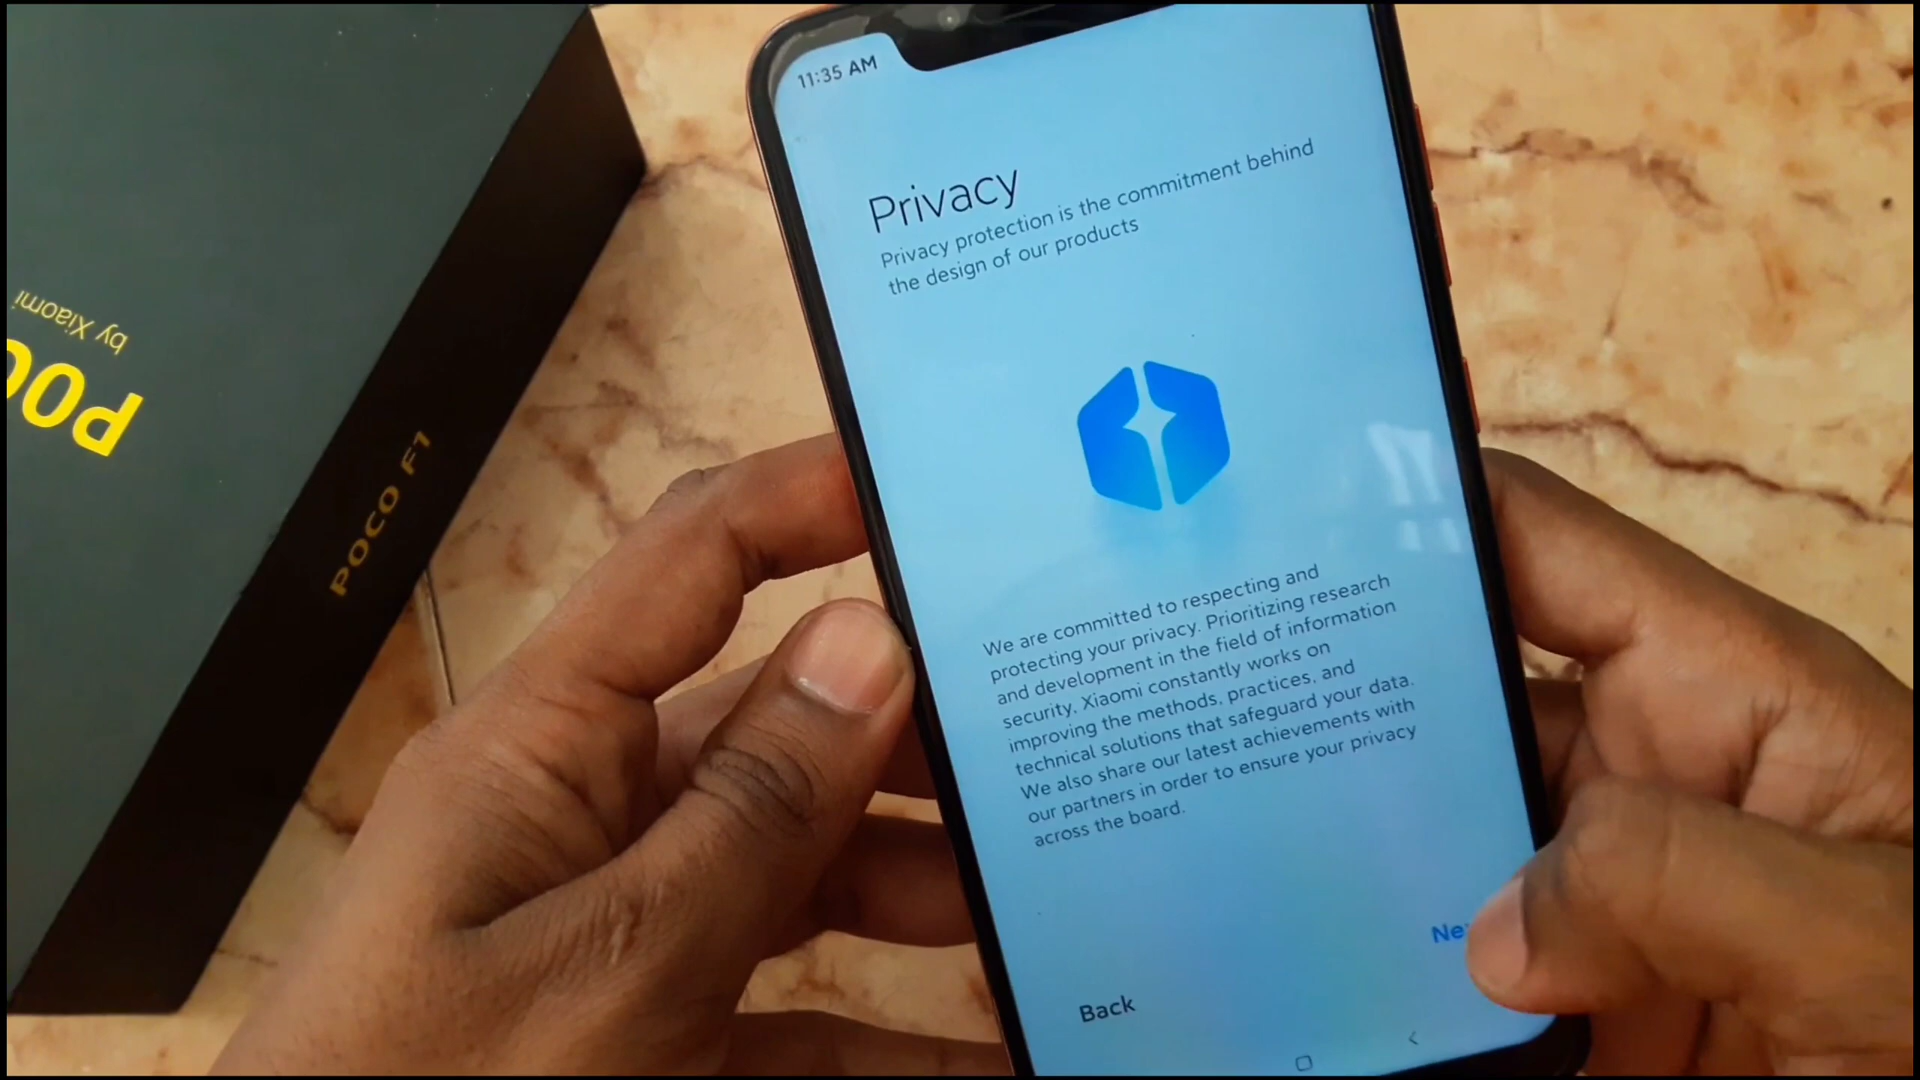 11:35 AM
Privacy
Privacy protection is the commitment behind
the design of our products
We are committed to respecting and
protecting your privacy. Prioritizing research
and development in the field of information
security, Xiaomi constantly works on
improving the methods, practices, and
technical solutions that safeguard your data.
We also share our latest achievements with
our partners in order to ensure your privacy
across the board.
Back
by Xiaomi
POCO F1